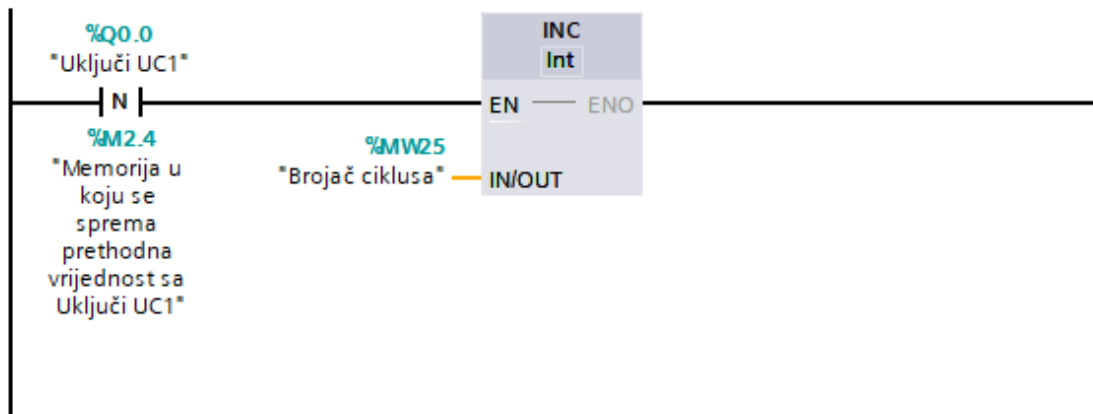 %Q0.0
"Uključi UC1"
N
%M2.4
"Memorija u
koju se
sprema
prethodna
vrijednost sa
Uključi UC1"
INC
Int
EN
ENO
%MW25
"Brojač ciklusa"
IN/OUT